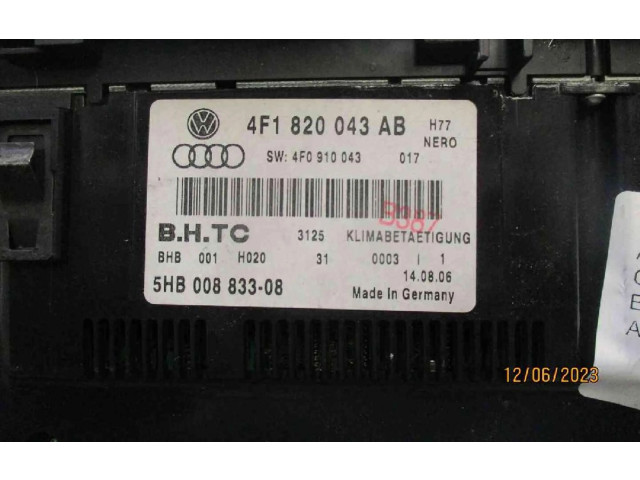 4F1 820 043 AB H77
NERO
SW: 4F0 910 043 017
B387
B.H.TC 3125 KLIMABETAETIGUNG
BHB 001 H020 31 0003 I 1
14.08.06
5HB 008 833-08 Made in Germany
12/06/2023